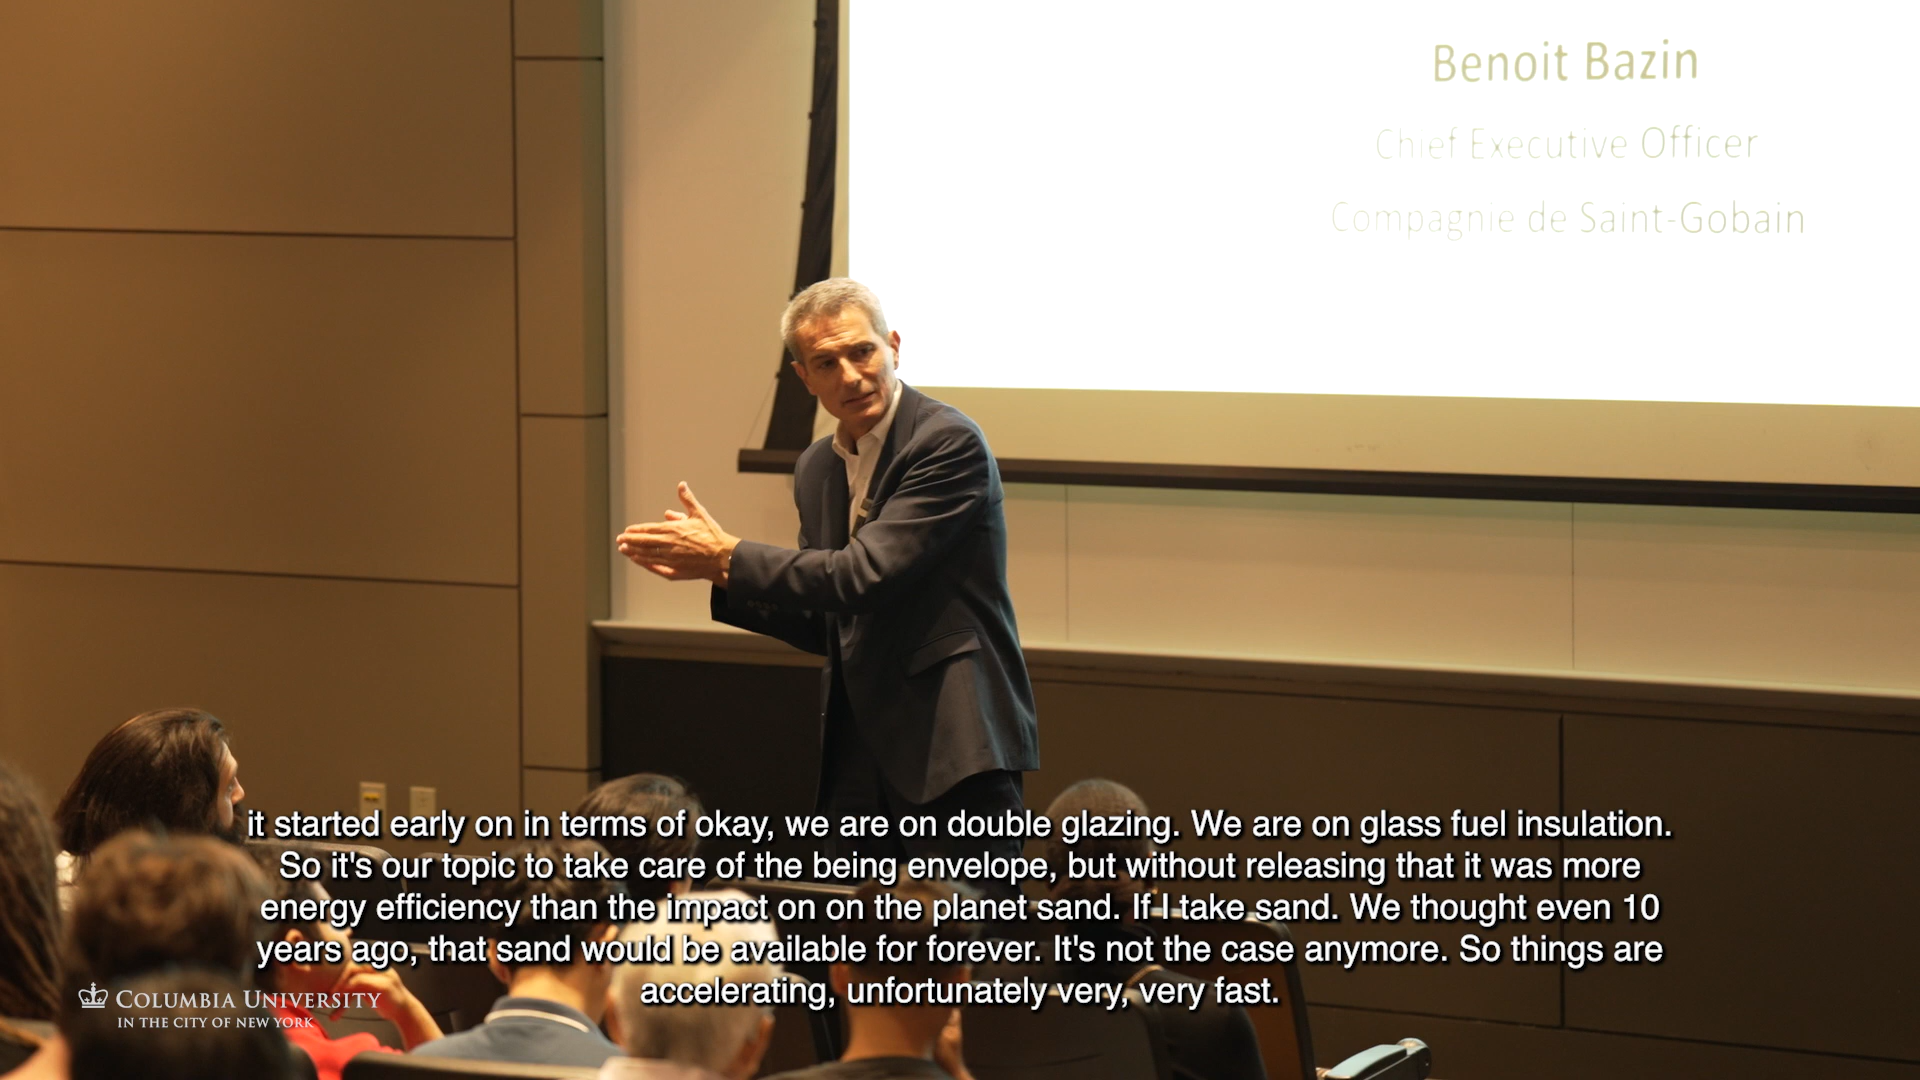 Benoit Bazin
Chief Executive Officer
Compagnie de Saint-Gobain
it started early on in terms of okay, we are on double glazing. We are on glass fuel insulation.
So it's our topic to take care of the being envelope, but without releasing that it was more
energy efficiency than the impact on on the planet sand. If I take sand. We thought even 10
years ago, that sand would be available for forever. It's not the case anymore. So things are
accelerating, unfortunately very, very fast.
COLUMBIA UNIVERSITY
IN THE CITY OF NEW YORK